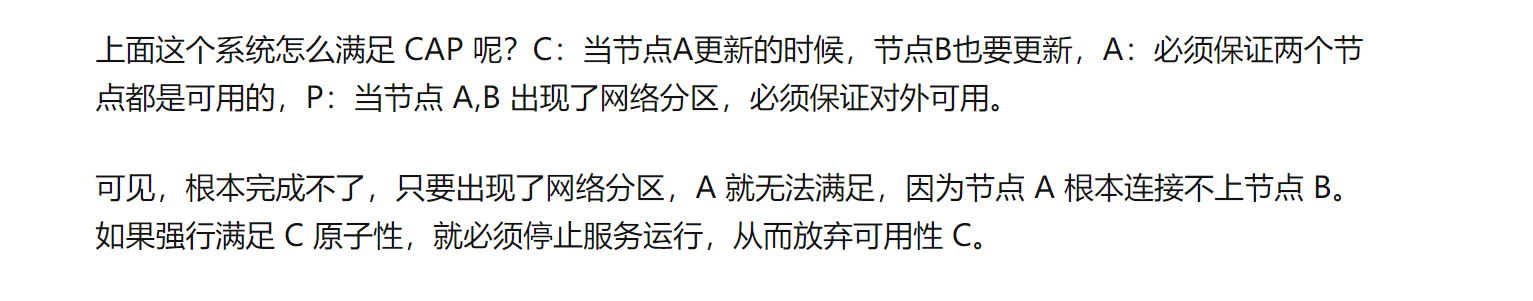 上面这个系统怎么满足 CAP 呢？C：当节点A更新的时候，节点B也要更新，A：必须保证两个节
点都是可用的，P：当节点 A,B 出现了网络分区，必须保证对外可用。
可见，根本完成不了，只要出现了网络分区，A 就无法满足，因为节点 A 根本连接不上节点 B。
如果强行满足 C 原子性，就必须停止服务运行，从而放弃可用性 C。